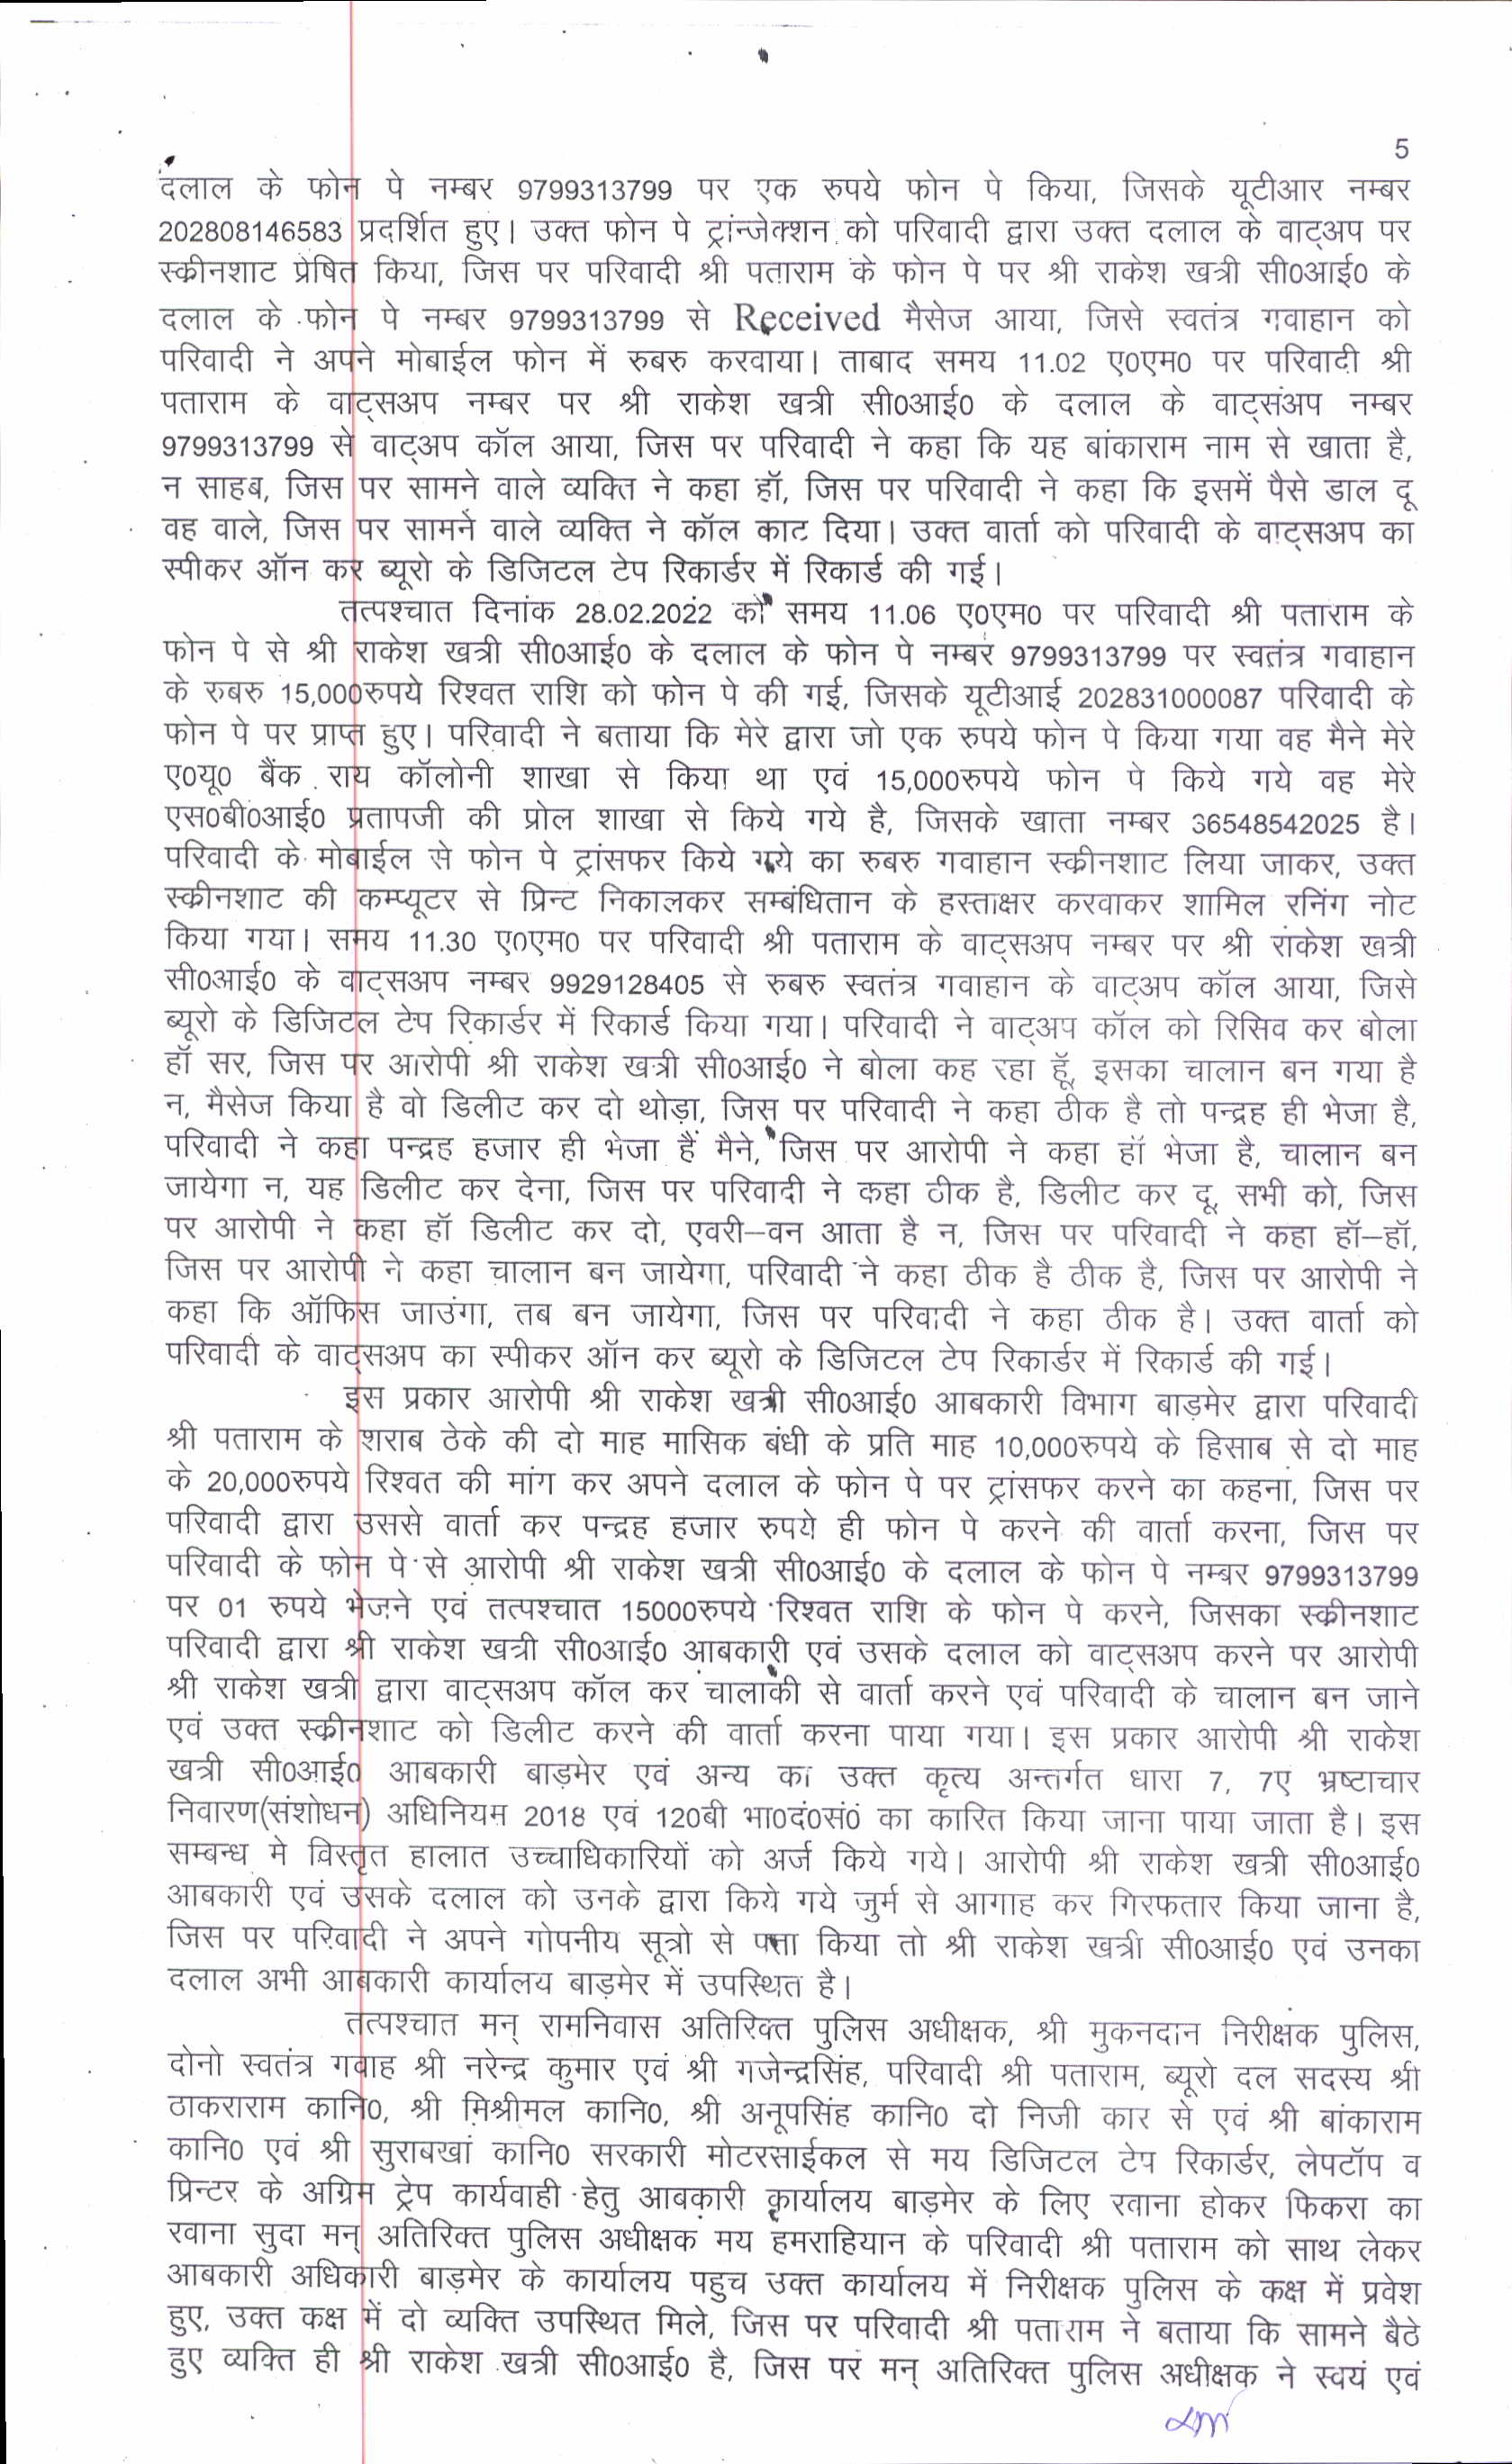 5
दलाल के फोन पे नम्बर 9799313799 पर एक रुपये फोन पे किया, जिसके यूटीआर नम्बर
202808146583 प्रदर्शित हुए। उक्त फोन पे ट्रांन्जेक्शन को परिवादी द्वारा उक्त दलाल के वाट्अप पर
स्क्रीनशाट प्रेषित किया, जिस पर परिवादी श्री पताराम के फोन पे पर श्री राकेश खत्री सी0आई0 के
दलाल के फोन पे नम्बर 9799313799 से Received मैसेज आया, जिसे स्वतंत्र गवाहान को
परिवादी ने अपने मोबाईल फोन में रुबरु करवाया। ताबाद समय 11.02 ए0एम0 पर परिवादी श्री
पताराम के वाट्सअप नम्बर पर श्री राकेश खत्री सी0आई0 के दलाल के वाट्संअप नम्बर
9799313799 से वाट्अप कॉल आया, जिस पर परिवादी ने कहा कि यह बांकाराम नाम से खाता है,
न साहब, जिस पर सामने वाले व्यक्ति ने कहा हॉ, जिस पर परिवादी ने कहा कि इसमें पैसे डाल दू
वह वाले, जिस पर सामने वाले व्यक्ति ने कॉल काट दिया। उक्त वार्ता को परिवादी के वाट्सअप का
स्पीकर ऑन कर ब्यूरो के डिजिटल टेप रिकार्डर में रिकार्ड की गई।
तत्पश्चात दिनांक 28.02.2022 को समय 11.06 ए0एम0 पर परिवादी श्री पताराम के
फोन पे से श्री राकेश खत्री सी0आई0 के दलाल के फोन पे नम्बर 9799313799 पर स्वतंत्र गवाहान
के रुबरु 15,000रुपये रिश्वत राशि को फोन पे की गई, जिसके यूटीआई 202831000087 परिवादी के
फोन पे पर प्राप्त हुए। परिवादी ने बताया कि मेरे द्वारा जो एक रुपये फोन पे किया गया वह मैने मेरे
ए0यू0 बैंक राय कॉलोनी शाखा से किया था एवं 15,000रुपये फोन पे किये गये वह मेरे
एस0बी0आई0 प्रतापजी की प्रोल शाखा से किये गये है, जिसके खाता नम्बर 36548542025 है।
परिवादी के मोबाईल से फोन पे ट्रांसफर किये गये का रुबरु गवाहान स्क्रीनशाट लिया जाकर, उक्त
स्क्रीनशाट की कम्प्यूटर से प्रिन्ट निकालकर सम्बंधितान के हस्ताक्षर करवाकर शामिल रनिंग नोट
किया गया। समय 11.30 ए0एम0 पर परिवादी श्री पताराम के वाट्सअप नम्बर पर श्री राकेश खत्री
सी0आई0 के वाट्सअप नम्बर 9929128405 से रुबरु स्वतंत्र गवाहान के वाट्अप कॉल आया, जिसे
ब्यूरो के डिजिटल टेप रिकार्डर में रिकार्ड किया गया। परिवादी ने वाट्अप कॉल को रिसिव कर बोला
हॉ सर, जिस पर आरोपी श्री राकेश खत्री सी0आई0 ने बोला कह रहा हूॅ, इसका चालान बन गया है
न, मैसेज किया है वो डिलीट कर दो थोड़ा, जिस पर परिवादी ने कहा ठीक है तो पन्द्रह ही भेजा है,
परिवादी ने कहा पन्द्रह हजार ही भेजा हैं मैने, जिस पर आरोपी ने कहा हॉ भेजा है, चालान बन
जायेगा न, यह डिलीट कर देना, जिस पर परिवादी ने कहा ठीक है, डिलीट कर दू, सभी को, जिस
पर आरोपी ने कहा हॉ डिलीट कर दो, एवरी–वन आता है न, जिस पर परिवादी ने कहा हॉ–हॉ,
जिस पर आरोपी ने कहा चालान बन जायेगा, परिवादी ने कहा ठीक है ठीक है, जिस पर आरोपी ने
कहा कि ऑफिस जाउंगा, तब बन जायेगा, जिस पर परिवादी ने कहा ठीक है। उक्त वार्ता को
परिवादी के वाट्सअप का स्पीकर ऑन कर ब्यूरो के डिजिटल टेप रिकार्डर में रिकार्ड की गई।
इस प्रकार आरोपी श्री राकेश खत्री सी0आई0 आबकारी विभाग बाड़मेर द्वारा परिवादी
श्री पताराम के शराब ठेके की दो माह मासिक बंधी के प्रति माह 10,000रुपये के हिसाब से दो माह
के 20,000रुपये रिश्वत की मांग कर अपने दलाल के फोन पे पर ट्रांसफर करने का कहना, जिस पर
परिवादी द्वारा उससे वार्ता कर पन्द्रह हजार रुपये ही फोन पे करने की वार्ता करना, जिस पर
परिवादी के फोन पे से आरोपी श्री राकेश खत्री सी0आई0 के दलाल के फोन पे नम्बर 9799313799
पर 01 रुपये भेजने एवं तत्पश्चात 15000रुपये रिश्वत राशि के फोन पे करने, जिसका स्क्रीनशाट
परिवादी द्वारा श्री राकेश खत्री सी0आई0 आबकारी एवं उसके दलाल को वाट्सअप करने पर आरोपी
श्री राकेश खत्री द्वारा वाट्सअप कॉल कर चालाकी से वार्ता करने एवं परिवादी के चालान बन जाने
एवं उक्त स्क्रीनशाट को डिलीट करने की वार्ता करना पाया गया। इस प्रकार आरोपी श्री राकेश
खत्री सी0आई0 आबकारी बाड़मेर एवं अन्य का उक्त कृत्य अन्तर्गत धारा 7, 7ए भ्रष्टाचार
निवारण(संशोधन) अधिनियम 2018 एवं 120बी भा0दं0सं0 का कारित किया जाना पाया जाता है। इस
सम्बन्ध मे विस्तृत हालात उच्चाधिकारियों को अर्ज किये गये। आरोपी श्री राकेश खत्री सी0आई0
आबकारी एवं उसके दलाल को उनके द्वारा किये गये जुर्म से आगाह कर गिरफतार किया जाना है,
जिस पर परिवादी ने अपने गोपनीय सूत्रो से पता किया तो श्री राकेश खत्री सी0आई0 एवं उनका
दलाल अभी आबकारी कार्यालय बाड़मेर में उपस्थित है।
तत्पश्चात मन् रामनिवास अतिरिक्त पुलिस अधीक्षक, श्री मुकनदान निरीक्षक पुलिस,
दोनो स्वतंत्र गवाह श्री नरेन्द्र कुमार एवं श्री गजेन्द्रसिंह, परिवादी श्री पताराम, ब्यूरो दल सदस्य श्री
ठाकराराम कानि0, श्री मिश्रीमल कानि0, श्री अनूपसिंह कानि0 दो निजी कार से एवं श्री बांकाराम
कानि0 एवं श्री सुराबखां कानि0 सरकारी मोटरसाईकल से मय डिजिटल टेप रिकार्डर, लेपटॉप व
प्रिन्टर के अग्रिम ट्रेप कार्यवाही हेतु आबकारी कार्यालय बाड़मेर के लिए रवाना होकर फिकरा का
रवाना सुदा मन् अतिरिक्त पुलिस अधीक्षक मय हमराहियान के परिवादी श्री पताराम को साथ लेकर
आबकारी अधिकारी बाड़मेर के कार्यालय पहुच उक्त कार्यालय में निरीक्षक पुलिस के कक्ष में प्रवेश
हुए, उक्त कक्ष में दो व्यक्ति उपस्थित मिले, जिस पर परिवादी श्री पताराम ने बताया कि सामने बैठे
हुए व्यक्ति ही श्री राकेश खत्री सी0आई0 है, जिस पर मन् अतिरिक्त पुलिस अधीक्षक ने स्वयं एवं